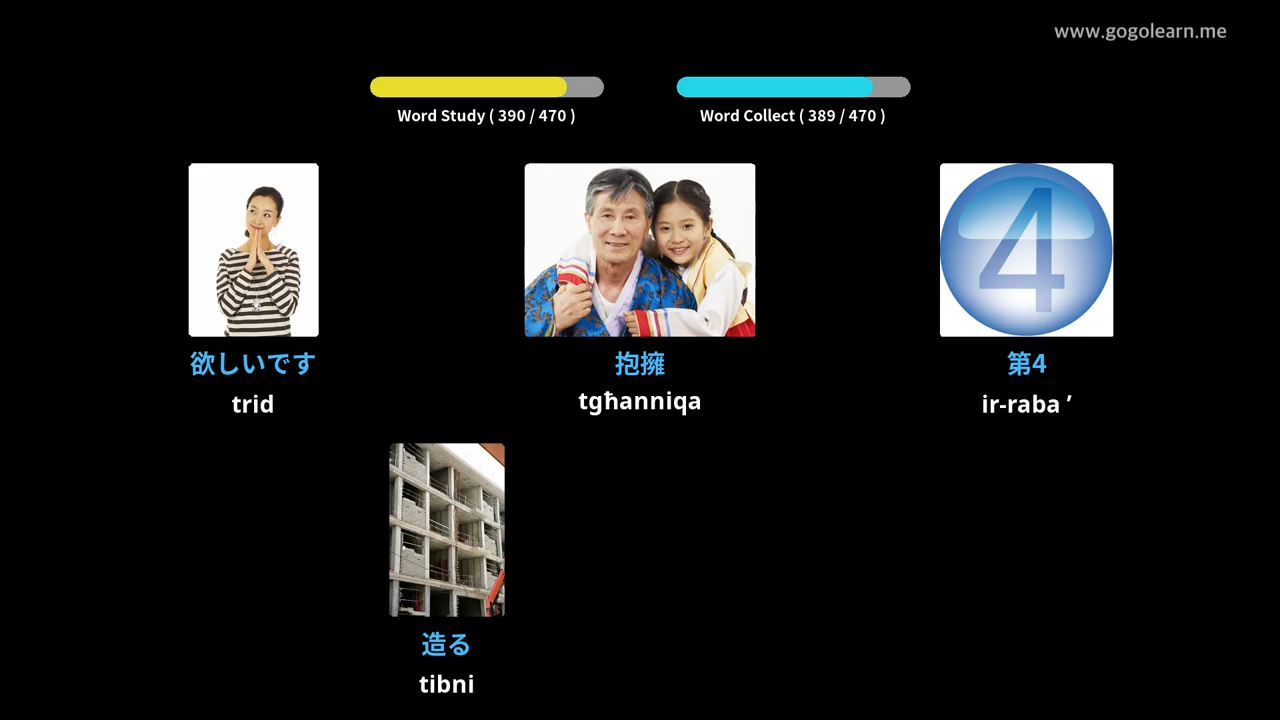 www.gogolearn.me
Word Study ( 390 / 470 )
Word Collect ( 389 / 470 )
4
欲しいです
抱擁
第4
trid
tgħanniqa
ir-raba ’
造る
tibni